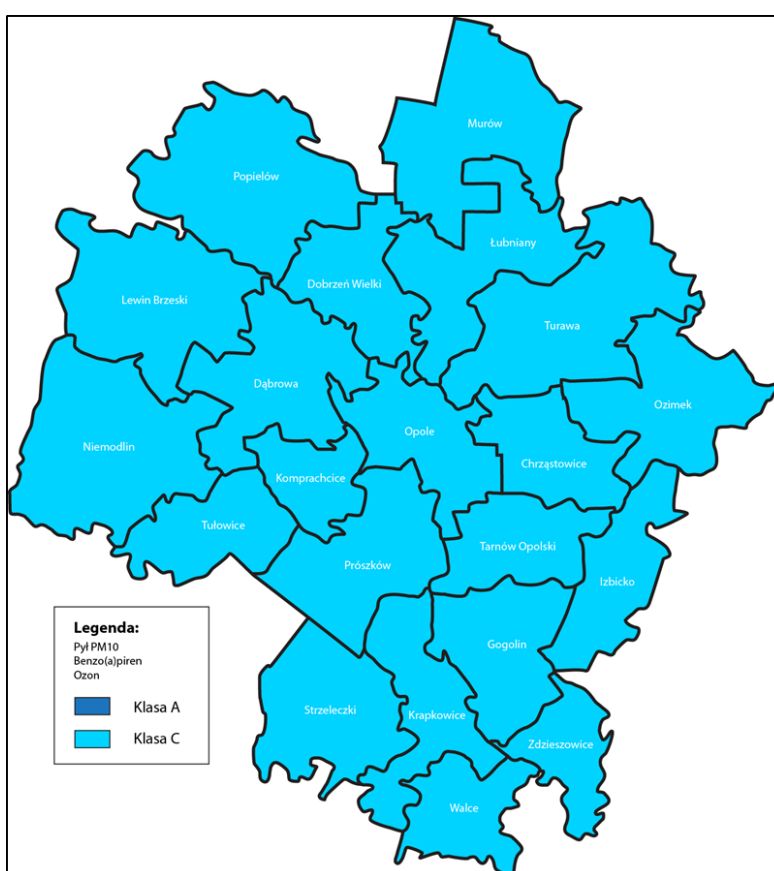 Murów
Popielów
Łubniany
Lewin Brzeski
Dobrzeń Wielki
Turawa
Dąbrowa
Ozimek
Opole
Niemodlin
Chrząstowice
Komprachcice
Tułowice
Tarnów Opolski
Prószków
Izbicko
Legenda:
Pył PM10
Benzo(a)piren
Ozon
Klasa A
Klasa C
Gogolin
Strzeleczki
Krapkowice
Zdzieszowice
Walce